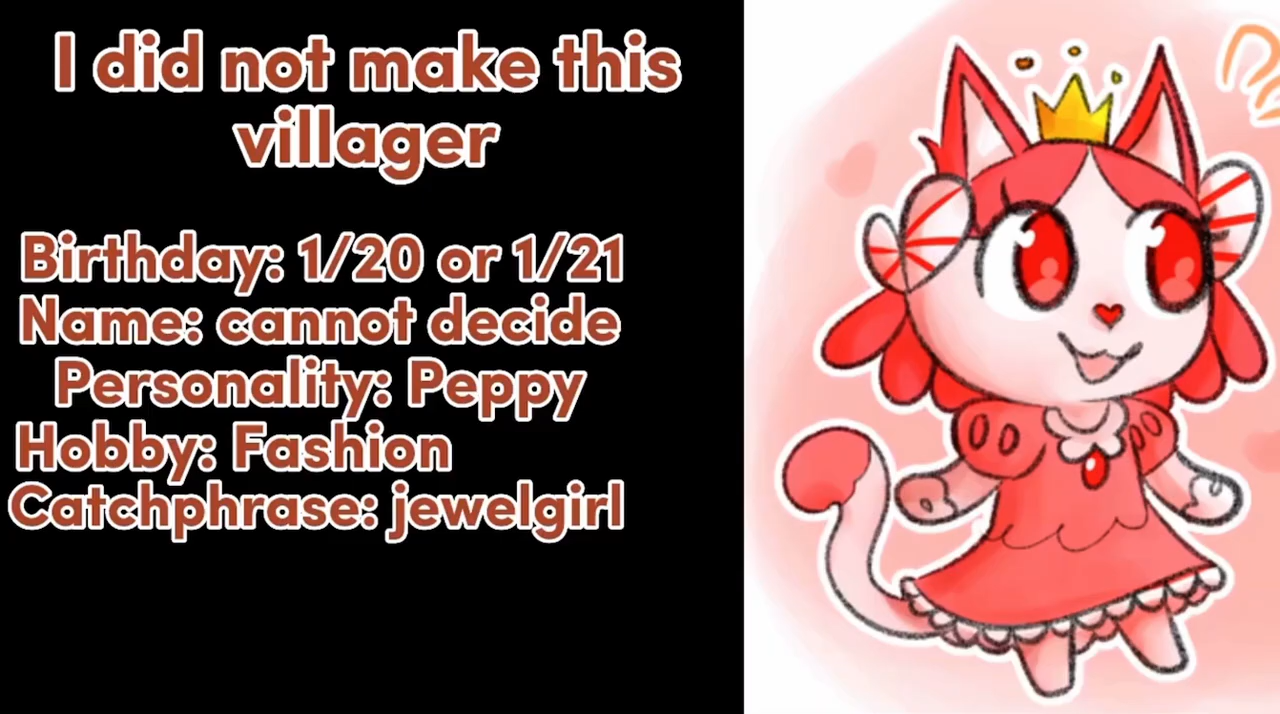 I did not make this
villager
Birthday: 1/20 or 1/21
Name: cannot decide
Personality: Peppy
Hobby: Fashion
Catchphrase: jewelgirl